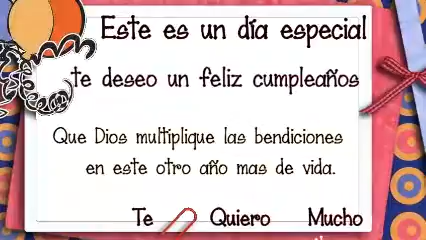 Este es un día especial
te deseo un feliz cumpleaños
Que Dios multiplique las bendiciones
en este otro año mas de vida.
Te Quiero Mucho